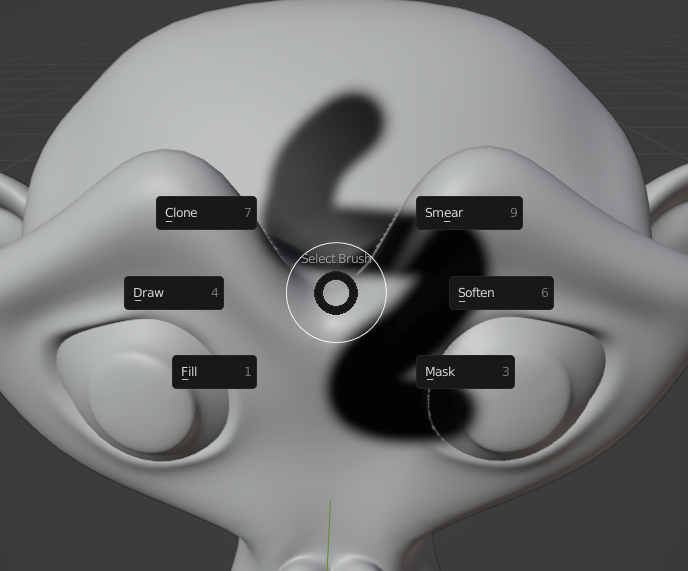 Clone 7
Smear 9
Select Brush
Draw 4
Soften 6
Fill 1
Mask 3